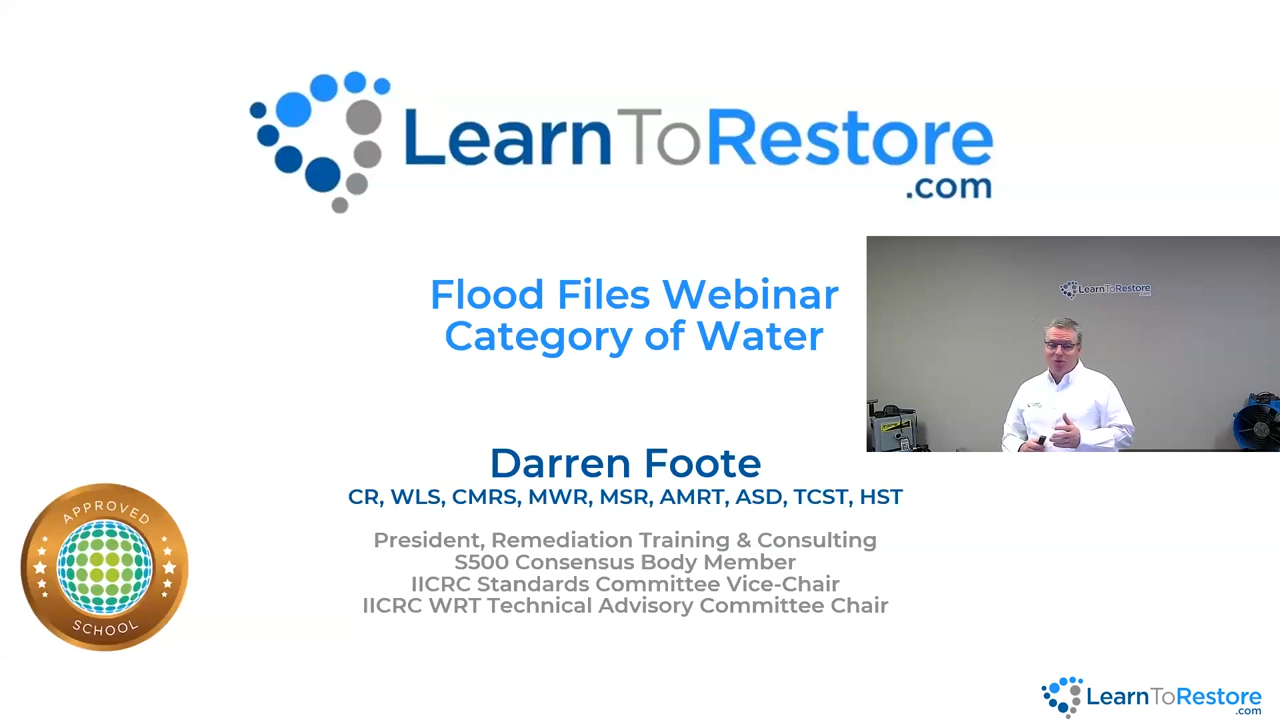 LearnToRestore
.com
Flood Files Webinar
Category of Water
LearnToRestore
.com
Darren Foote
CR, WLS, CMRS, MWR, MSR, AMRT, ASD, TCST, HST
President, Remediation Training & Consulting
S500 Consensus Body Member
IICRC Standards Committee Vice-Chair
IICRC WRT Technical Advisory Committee Chair
APPROVED
SCHOOL
LearnToRestore
.com